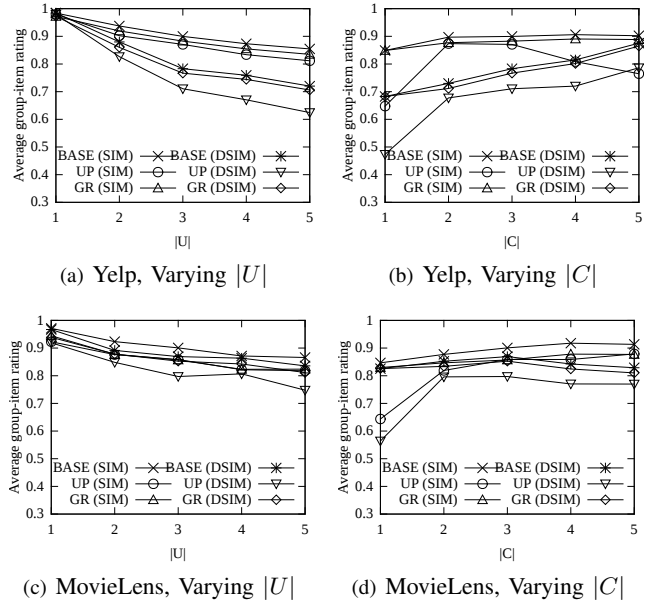 1
0.9
0.8
0.7
0.6
0.5
0.4
0.3
Average group-item rating
BASE (SIM) BASE (DSIM)
UP (SIM) UP (DSIM)
GR (SIM) GR (DSIM)
1 2 3 4 5
|U|
(a) Yelp, Varying |U|
1
0.9
0.8
0.7
0.6
0.5
0.4
0.3
Average group-item rating
BASE (SIM) BASE (DSIM)
UP (SIM) UP (DSIM)
GR (SIM) GR (DSIM)
1 2 3 4 5
|C|
(b) Yelp, Varying |C|
1
0.9
0.8
0.7
0.6
0.5
0.4
0.3
Average group-item rating
BASE (SIM) BASE (DSIM)
UP (SIM) UP (DSIM)
GR (SIM) GR (DSIM)
1 2 3 4 5
|U|
(c) MovieLens, Varying |U|
1
0.9
0.8
0.7
0.6
0.5
0.4
0.3
Average group-item rating
BASE (SIM) BASE (DSIM)
UP (SIM) UP (DSIM)
GR (SIM) GR (DSIM)
1 2 3 4 5
|C|
(d) MovieLens, Varying |C|